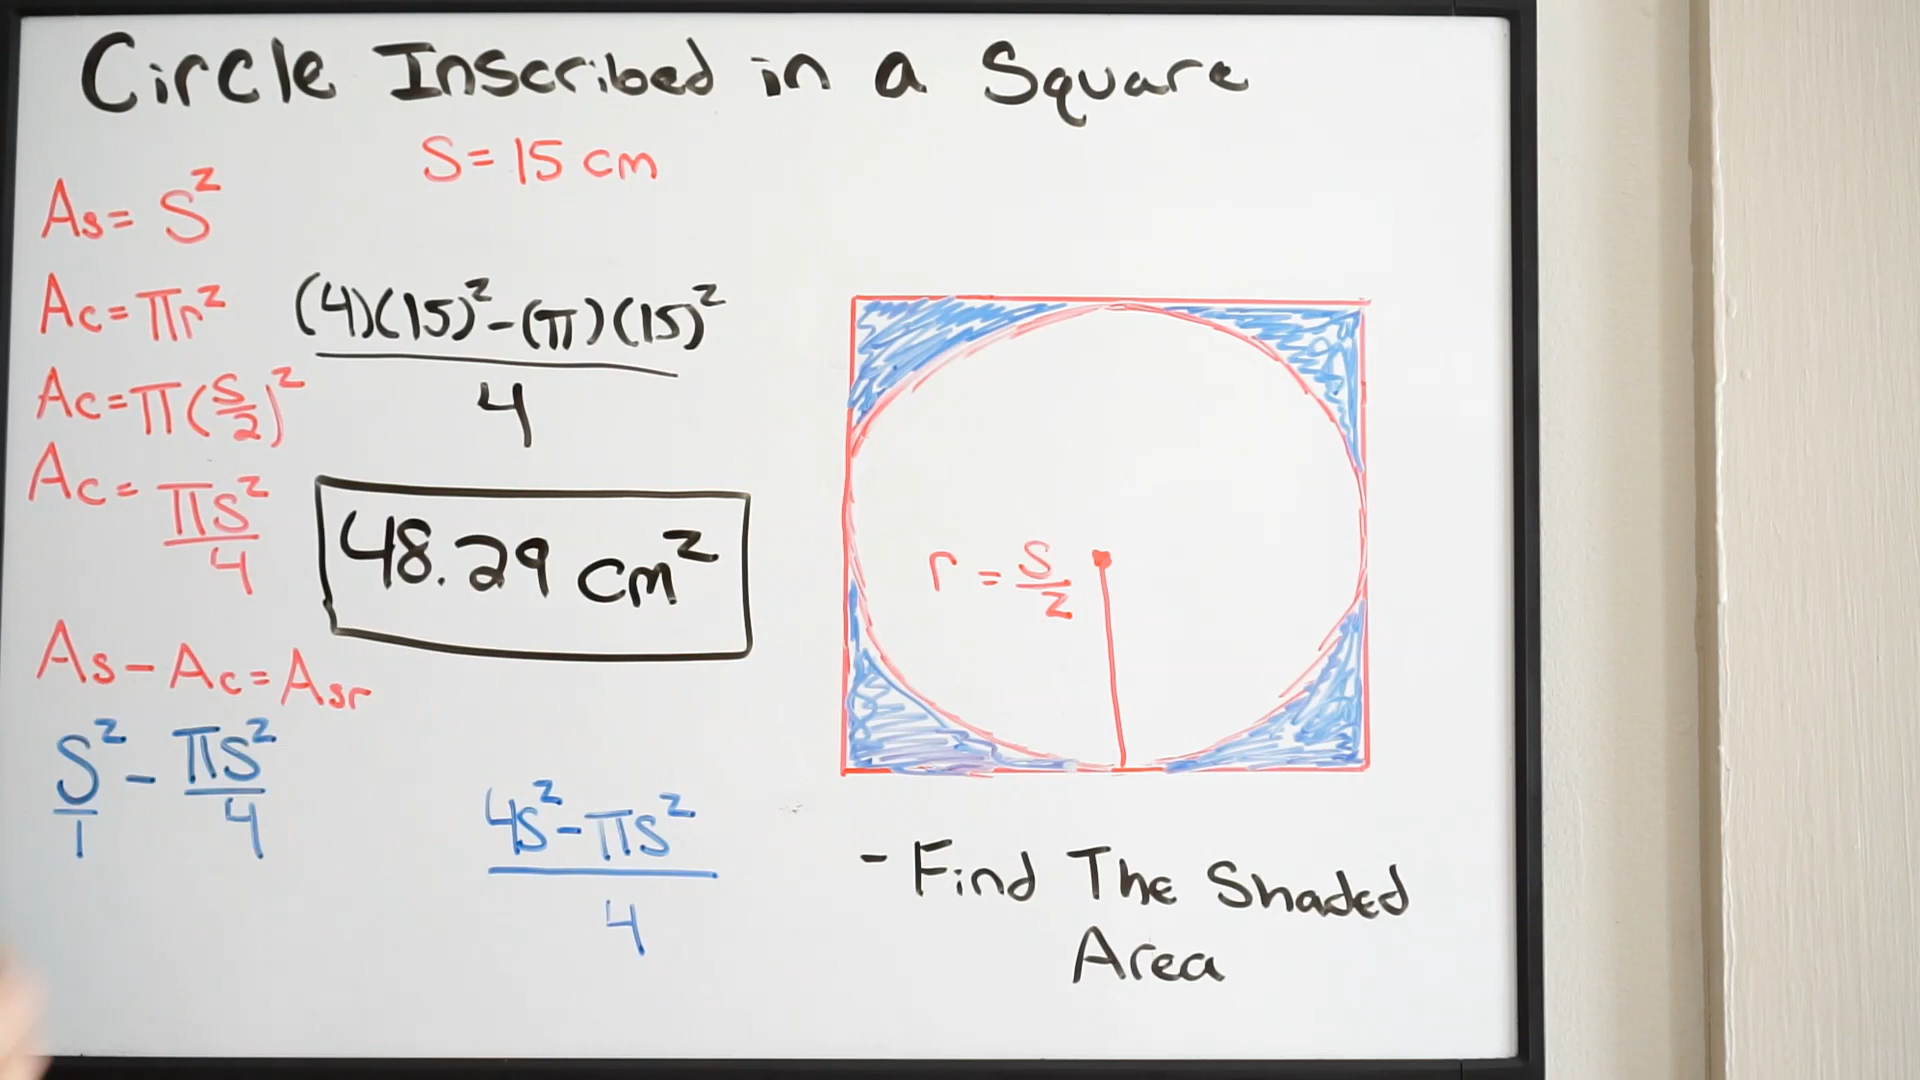 Circle Inscribed in a Square
S = 15 cm
As = S²
Ac = πr²
Ac = π(S/2)²
Ac = πS²/4
(4)(15)² - (π)(15)²
4
48.29 cm²
As - Ac = Asr
S²/1 - πS²/4
4S² - πS²
4
r = S/2
- Find The Shaded
Area